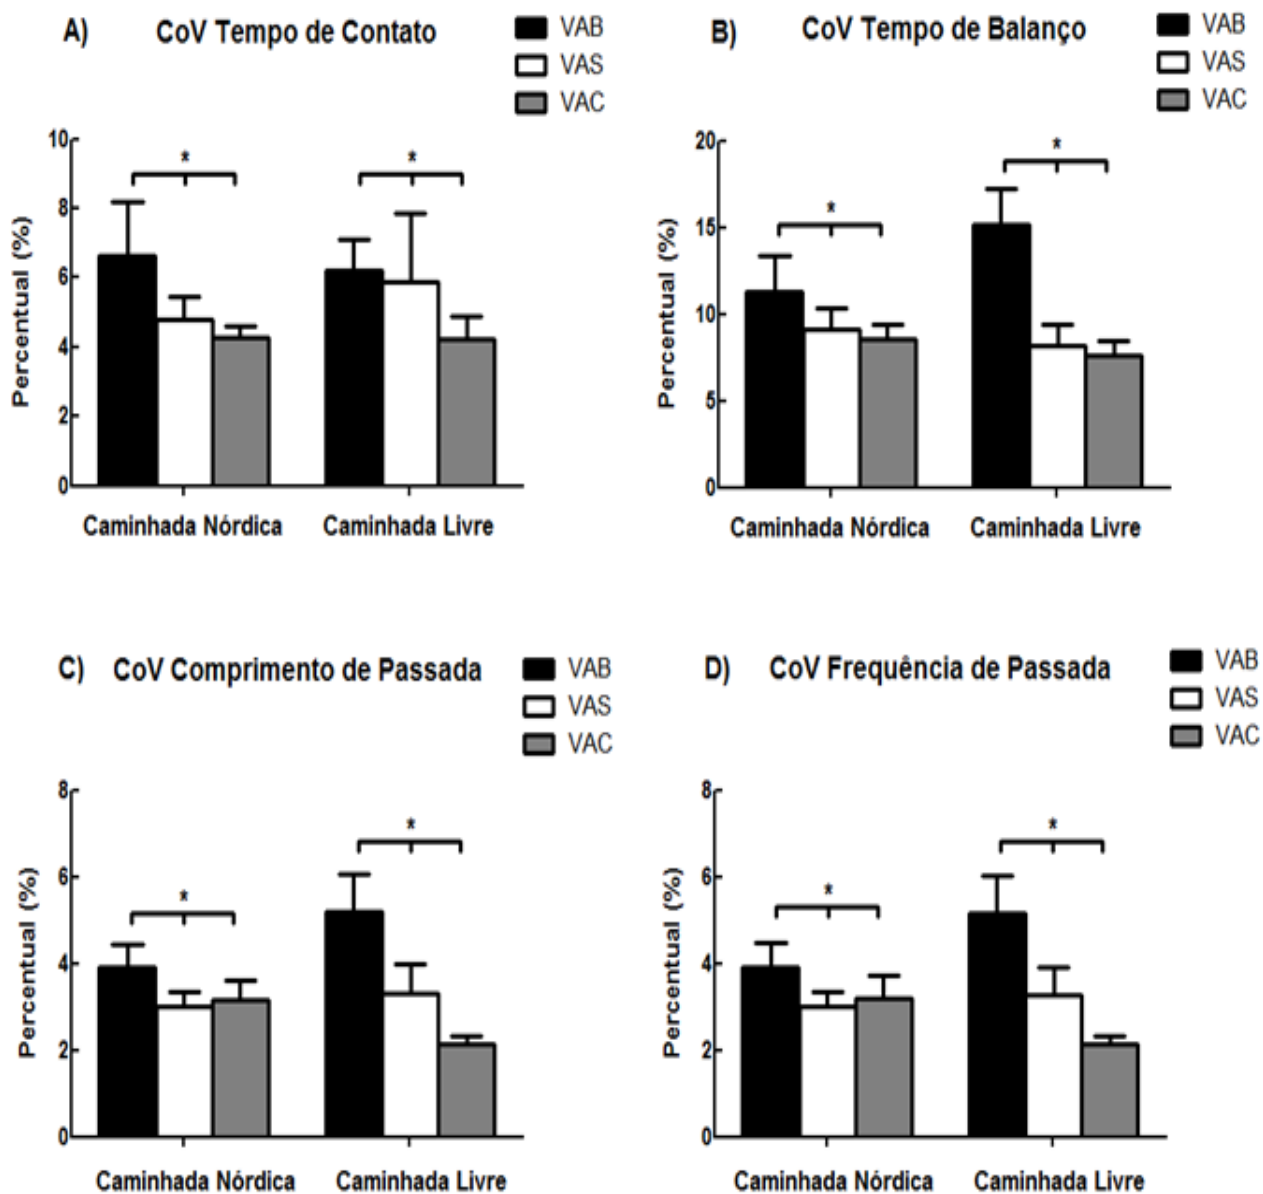 A) CoV Tempo de Contato
VAB
VAS
VAC
Percentual (%)
10
8
6
4
2
0
*
*
Caminhada Nórdica
Caminhada Livre
B) CoV Tempo de Balanço
VAB
VAS
VAC
Percentual (%)
20
15
10
5
0
*
*
Caminhada Nórdica
Caminhada Livre
C) CoV Comprimento de Passada
VAB
VAS
VAC
Percentual (%)
8
6
4
2
0
*
*
Caminhada Nórdica
Caminhada Livre
D) CoV Frequência de Passada
VAB
VAS
VAC
Percentual (%)
8
6
4
2
0
*
*
Caminhada Nórdica
Caminhada Livre